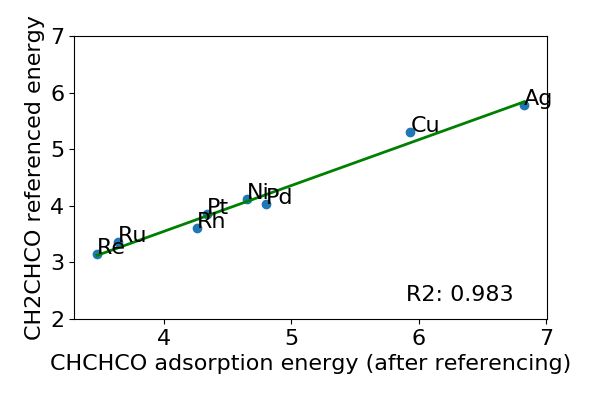 7
6
5
4
3
2
CH2CHCO referenced energy
Ag
Cu
Ni
Pd
Pt
Rh
Ru
Re
R2: 0.983
4 5 6 7
CHCHCO adsorption energy (after referencing)